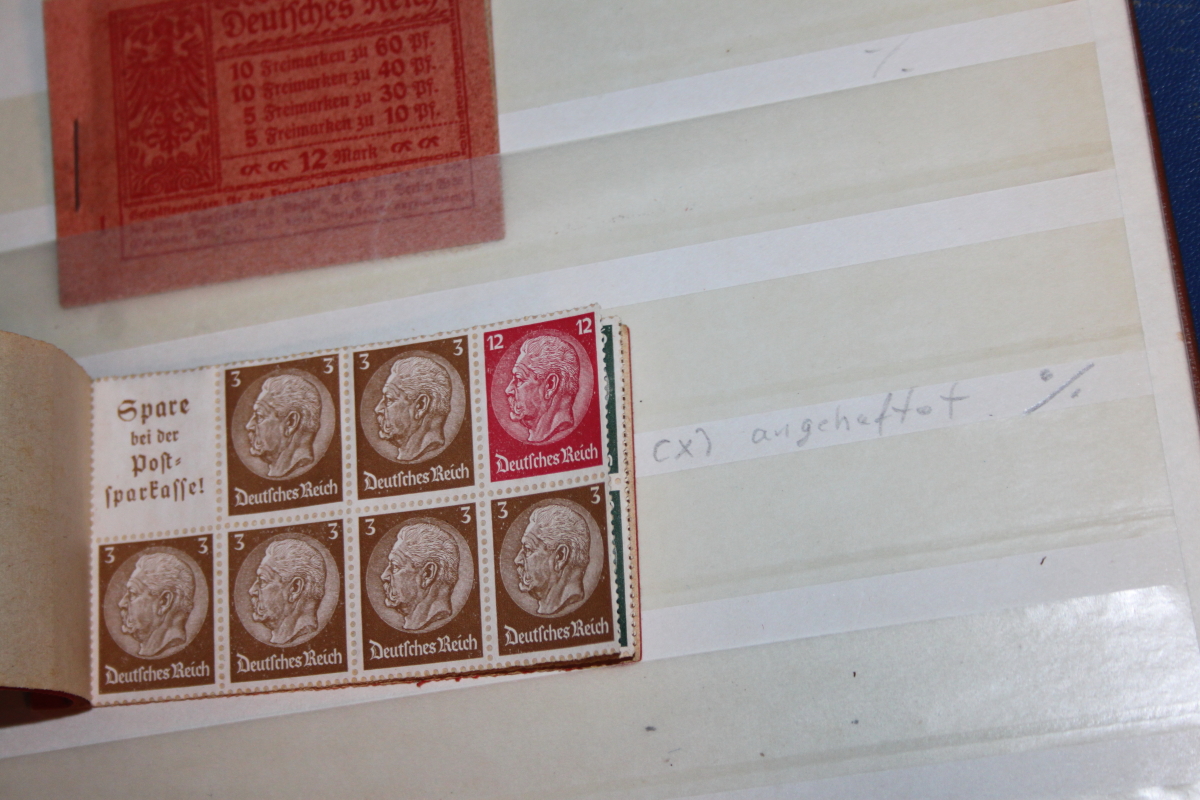 Deutsches Reich
10 Freimarken zu 60 Pf.
10 Freimarken zu 40 Pf.
5 Freimarken zu 30 Pf.
5 Freimarken zu 10 Pf.
12 Mark
Spare
bei der
Post-
sparkasse!
3 3
Deutsches Reich
3 3
Deutsches Reich
12 12
Deutsches Reich
3 3
Deutsches Reich
3 3
Deutsches Reich
3 3
Deutsches Reich
3 3
Deutsches Reich
(x) angeheftet ·/.